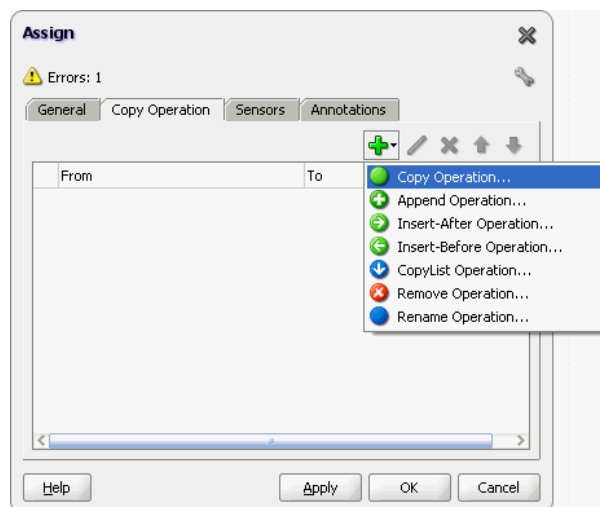 Assign
Errors: 1
General Copy Operation Sensors Annotations
From To
Copy Operation...
Append Operation...
Insert-After Operation...
Insert-Before Operation...
CopyList Operation...
Remove Operation...
Rename Operation...
Help Apply OK Cancel